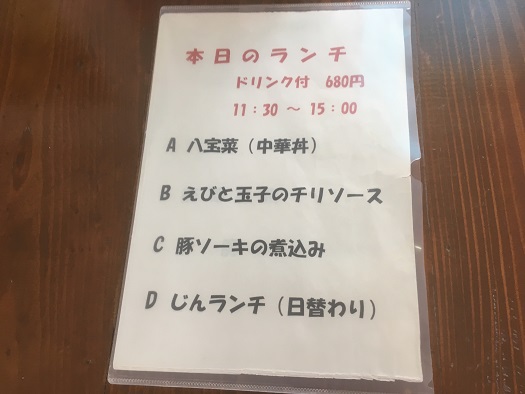 本日のランチ
ドリンク付 680円
11:30 ～ 15:00
A 八宝菜(中華丼)
B えびと玉子のチリソース
C 豚ソーキの煮込み
D じんランチ(日替わり)